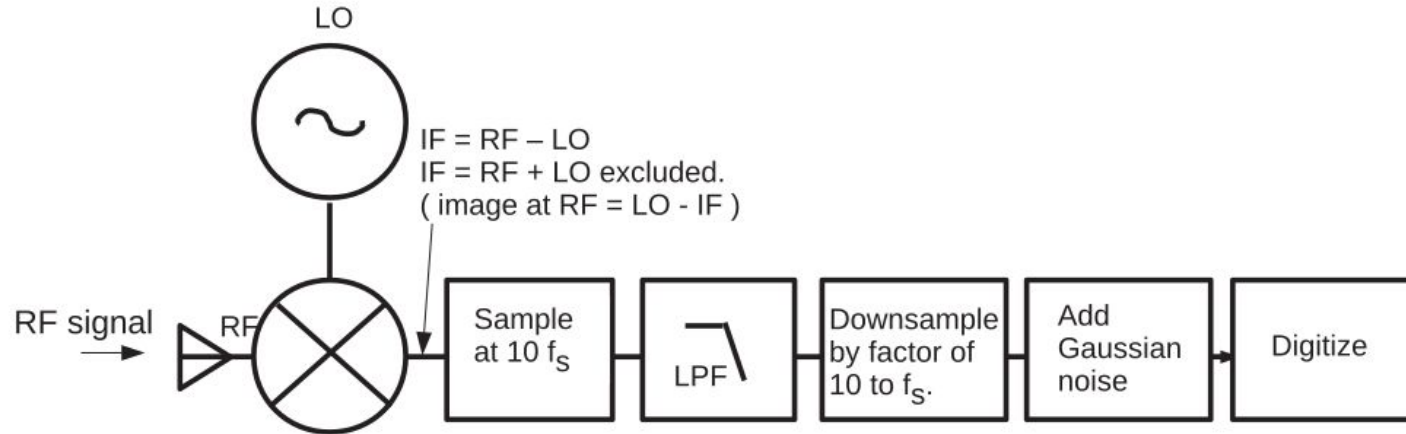 LO
IF = RF – LO
IF = RF + LO excluded.
( image at RF = LO - IF )
RF signal
RF
Sample
at 10 fs
LPF
Downsample
by factor of
10 to fs.
Add
Gaussian
noise
Digitize